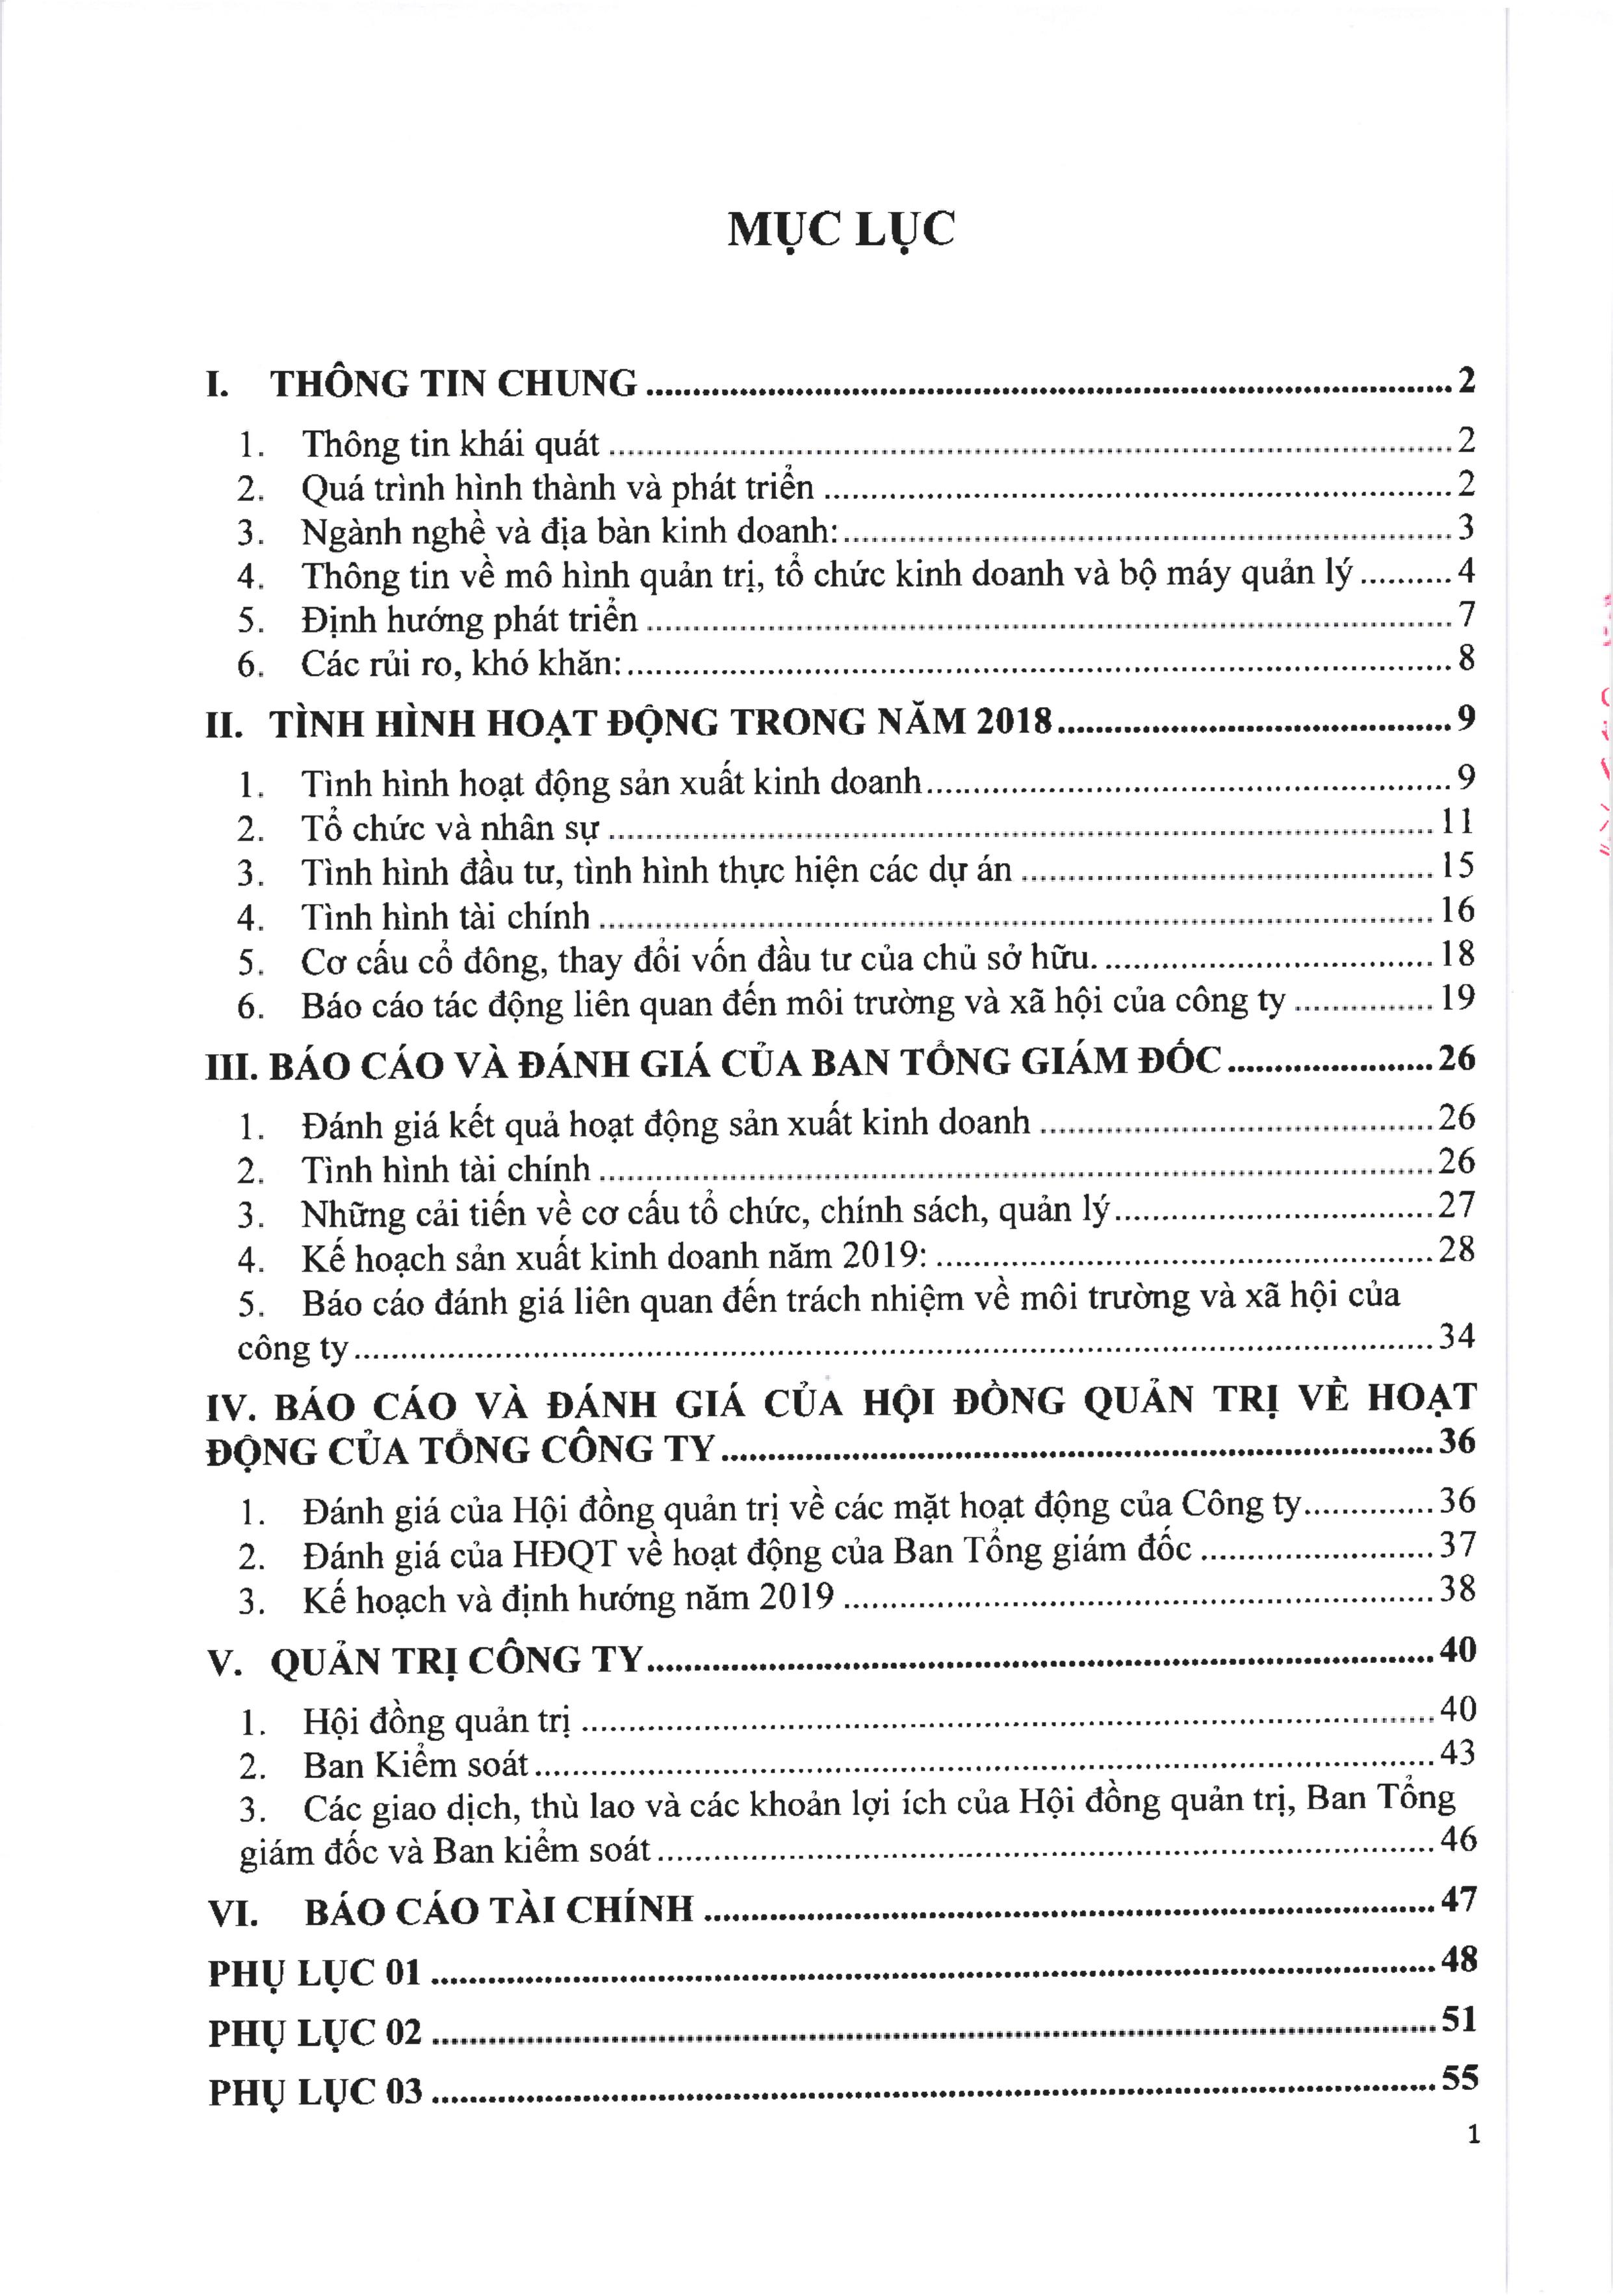 MỤC LỤC
I. THÔNG TIN CHUNG ........ 2
1. Thông tin khái quát ........ 2
2. Quá trình hình thành và phát triển ........ 2
3. Ngành nghề và địa bàn kinh doanh: ........ 3
4. Thông tin về mô hình quản trị, tổ chức kinh doanh và bộ máy quản lý ........ 4
5. Định hướng phát triển ........ 7
6. Các rủi ro, khó khăn: ........ 8
II. TÌNH HÌNH HOẠT ĐỘNG TRONG NĂM 2018 ........ 9
1. Tình hình hoạt động sản xuất kinh doanh ........ 9
2. Tổ chức và nhân sự ........ 11
3. Tình hình đầu tư, tình hình thực hiện các dự án ........ 15
4. Tình hình tài chính ........ 16
5. Cơ cấu cổ đông, thay đổi vốn đầu tư của chủ sở hữu. ........ 18
6. Báo cáo tác động liên quan đến môi trường và xã hội của công ty ........ 19
III. BÁO CÁO VÀ ĐÁNH GIÁ CỦA BAN TỔNG GIÁM ĐỐC ........ 26
1. Đánh giá kết quả hoạt động sản xuất kinh doanh ........ 26
2. Tình hình tài chính ........ 26
3. Những cải tiến về cơ cấu tổ chức, chính sách, quản lý ........ 27
4. Kế hoạch sản xuất kinh doanh năm 2019: ........ 28
5. Báo cáo đánh giá liên quan đến trách nhiệm về môi trường và xã hội của
công ty ........ 34
IV. BÁO CÁO VÀ ĐÁNH GIÁ CỦA HỘI ĐỒNG QUẢN TRỊ VỀ HOẠT
ĐỘNG CỦA TỔNG CÔNG TY ........ 36
1. Đánh giá của Hội đồng quản trị về các mặt hoạt động của Công ty ........ 36
2. Đánh giá của HĐQT về hoạt động của Ban Tổng giám đốc ........ 37
3. Kế hoạch và định hướng năm 2019 ........ 38
V. QUẢN TRỊ CÔNG TY ........ 40
1. Hội đồng quản trị ........ 40
2. Ban Kiểm soát ........ 43
3. Các giao dịch, thù lao và các khoản lợi ích của Hội đồng quản trị, Ban Tổng
giám đốc và Ban kiểm soát ........ 46
VI. BÁO CÁO TÀI CHÍNH ........ 47
PHỤ LỤC 01 ........ 48
PHỤ LỤC 02 ........ 51
PHỤ LỤC 03 ........ 55
1